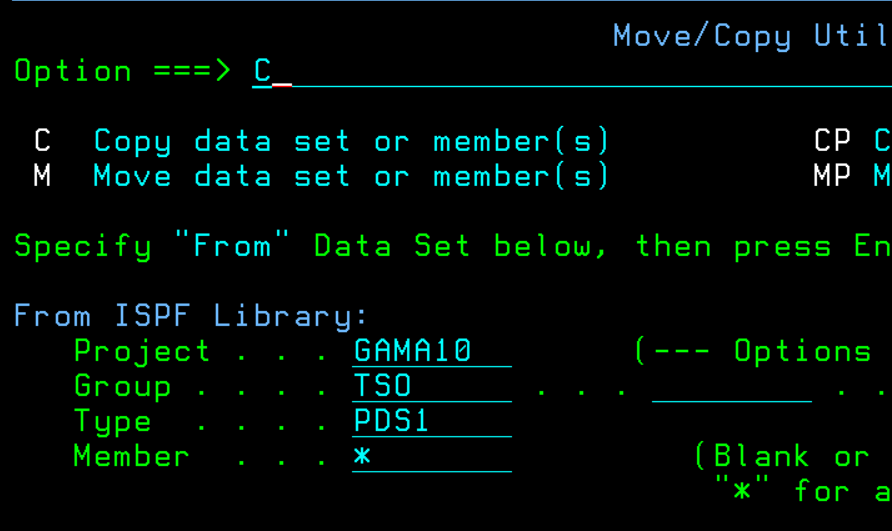 Move/Copy Util
Option ===> C_
C Copy data set or member(s) CP C
M Move data set or member(s) MP M
Specify "From" Data Set below, then press En
From ISPF Library:
Project . . . GAMA10 (--- Options
Group . . . . TSO . . . ________ . .
Type . . . . PDS1
Member . . . * (Blank or
"*" for a